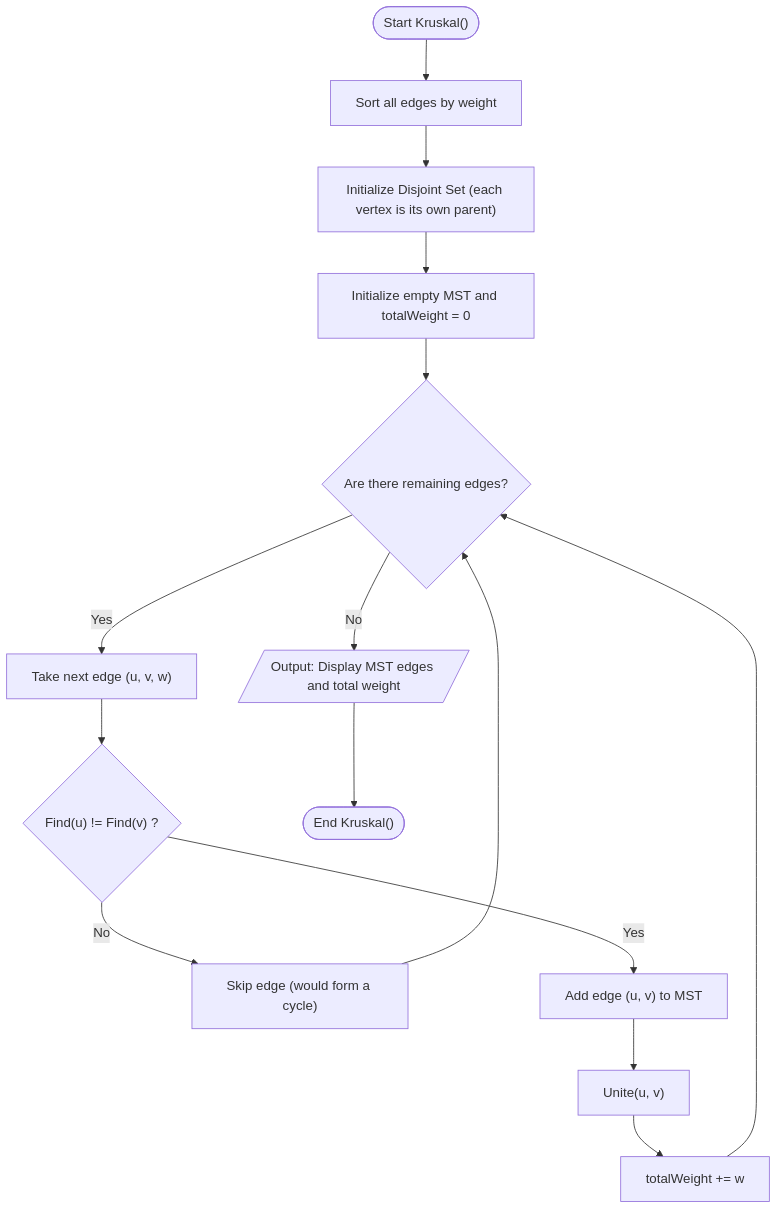 Start Kruskal()
Sort all edges by weight
Initialize Disjoint Set (each
vertex is its own parent)
Initialize empty MST and
totalWeight = 0
Are there remaining edges?
Yes
No
Take next edge (u, v, w)
Output: Display MST edges
and total weight
Find(u) != Find(v) ?
End Kruskal()
No
Yes
Skip edge (would form a
cycle)
Add edge (u, v) to MST
Unite(u, v)
totalWeight += w